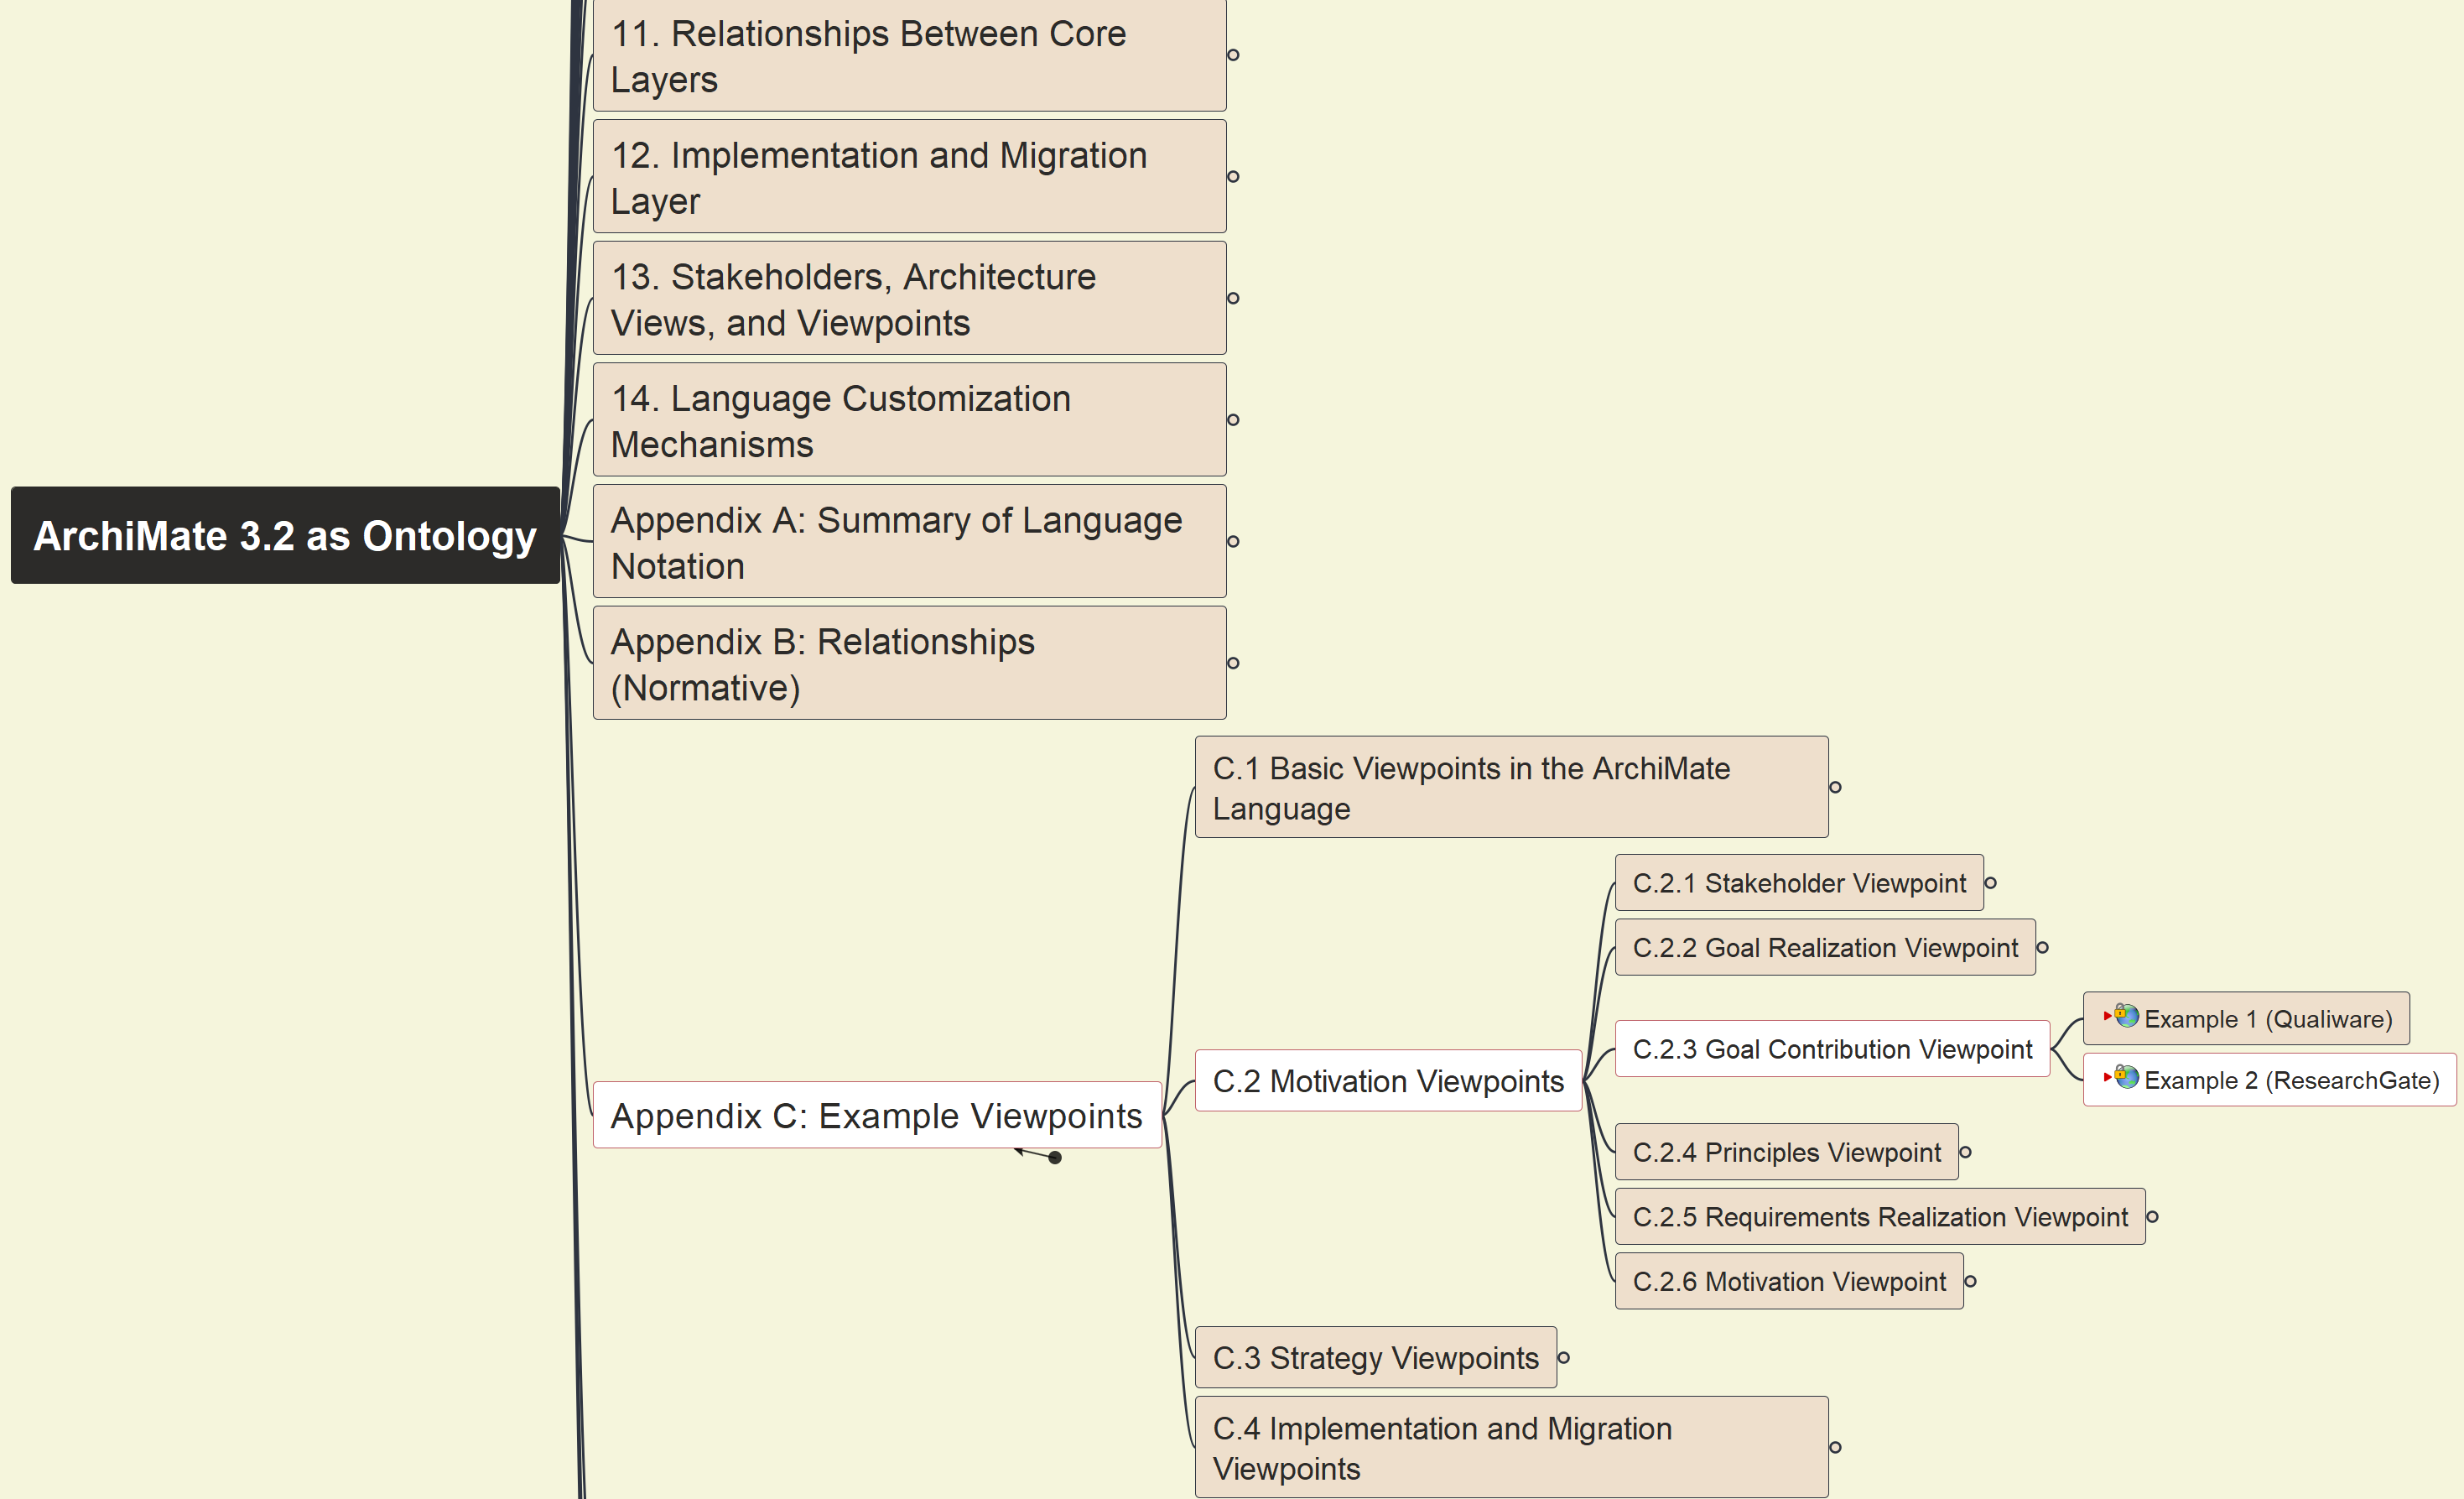 11. Relationships Between Core
Layers
12. Implementation and Migration
Layer
13. Stakeholders, Architecture
Views, and Viewpoints
14. Language Customization
Mechanisms
ArchiMate 3.2 as Ontology
Appendix A: Summary of Language
Notation
Appendix B: Relationships
(Normative)
C.1 Basic Viewpoints in the ArchiMate
Language
C.2.1 Stakeholder Viewpoint
C.2.2 Goal Realization Viewpoint
C.2.3 Goal Contribution Viewpoint
Example 1 (Qualiware)
Example 2 (ResearchGate)
C.2 Motivation Viewpoints
Appendix C: Example Viewpoints
C.2.4 Principles Viewpoint
C.2.5 Requirements Realization Viewpoint
C.2.6 Motivation Viewpoint
C.3 Strategy Viewpoints
C.4 Implementation and Migration
Viewpoints